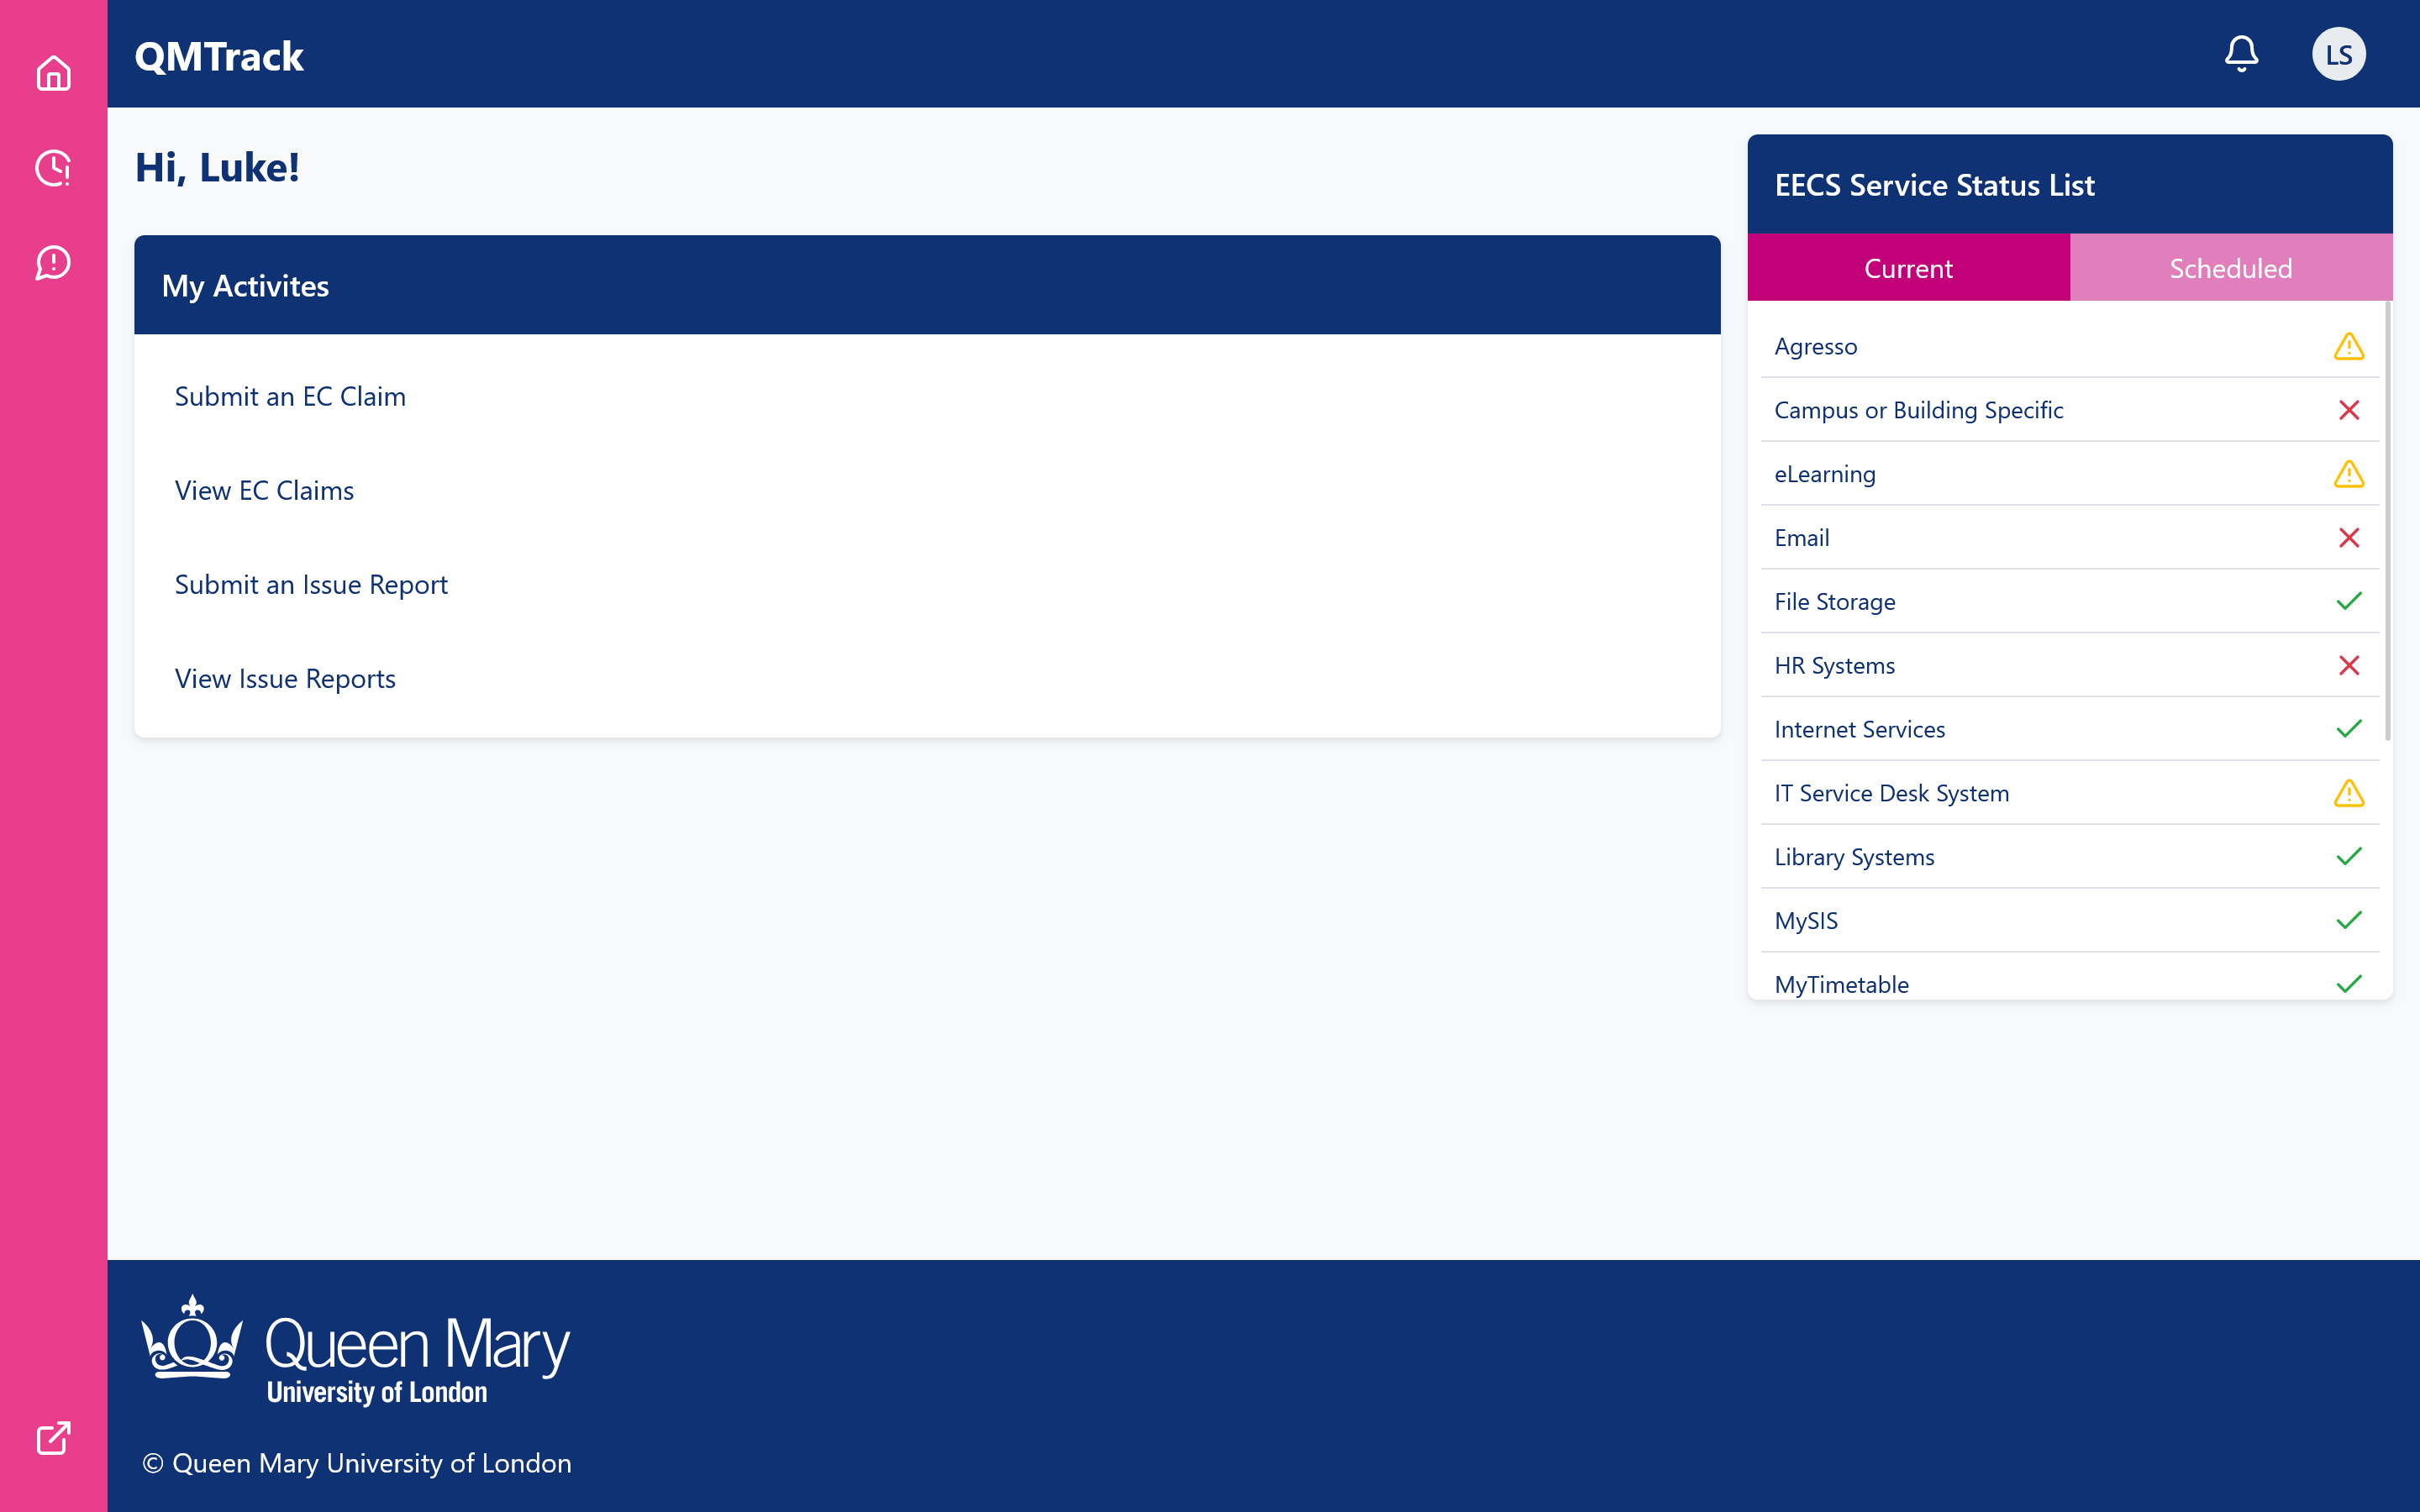 QMTrack
LS
Hi, Luke!
My Activites
Submit an EC Claim
View EC Claims
Submit an Issue Report
View Issue Reports
EECS Service Status List
Current
Scheduled
Agresso
Campus or Building Specific
eLearning
Email
File Storage
HR Systems
Internet Services
IT Service Desk System
Library Systems
MySIS
MyTimetable
Queen Mary
University of London
© Queen Mary University of London